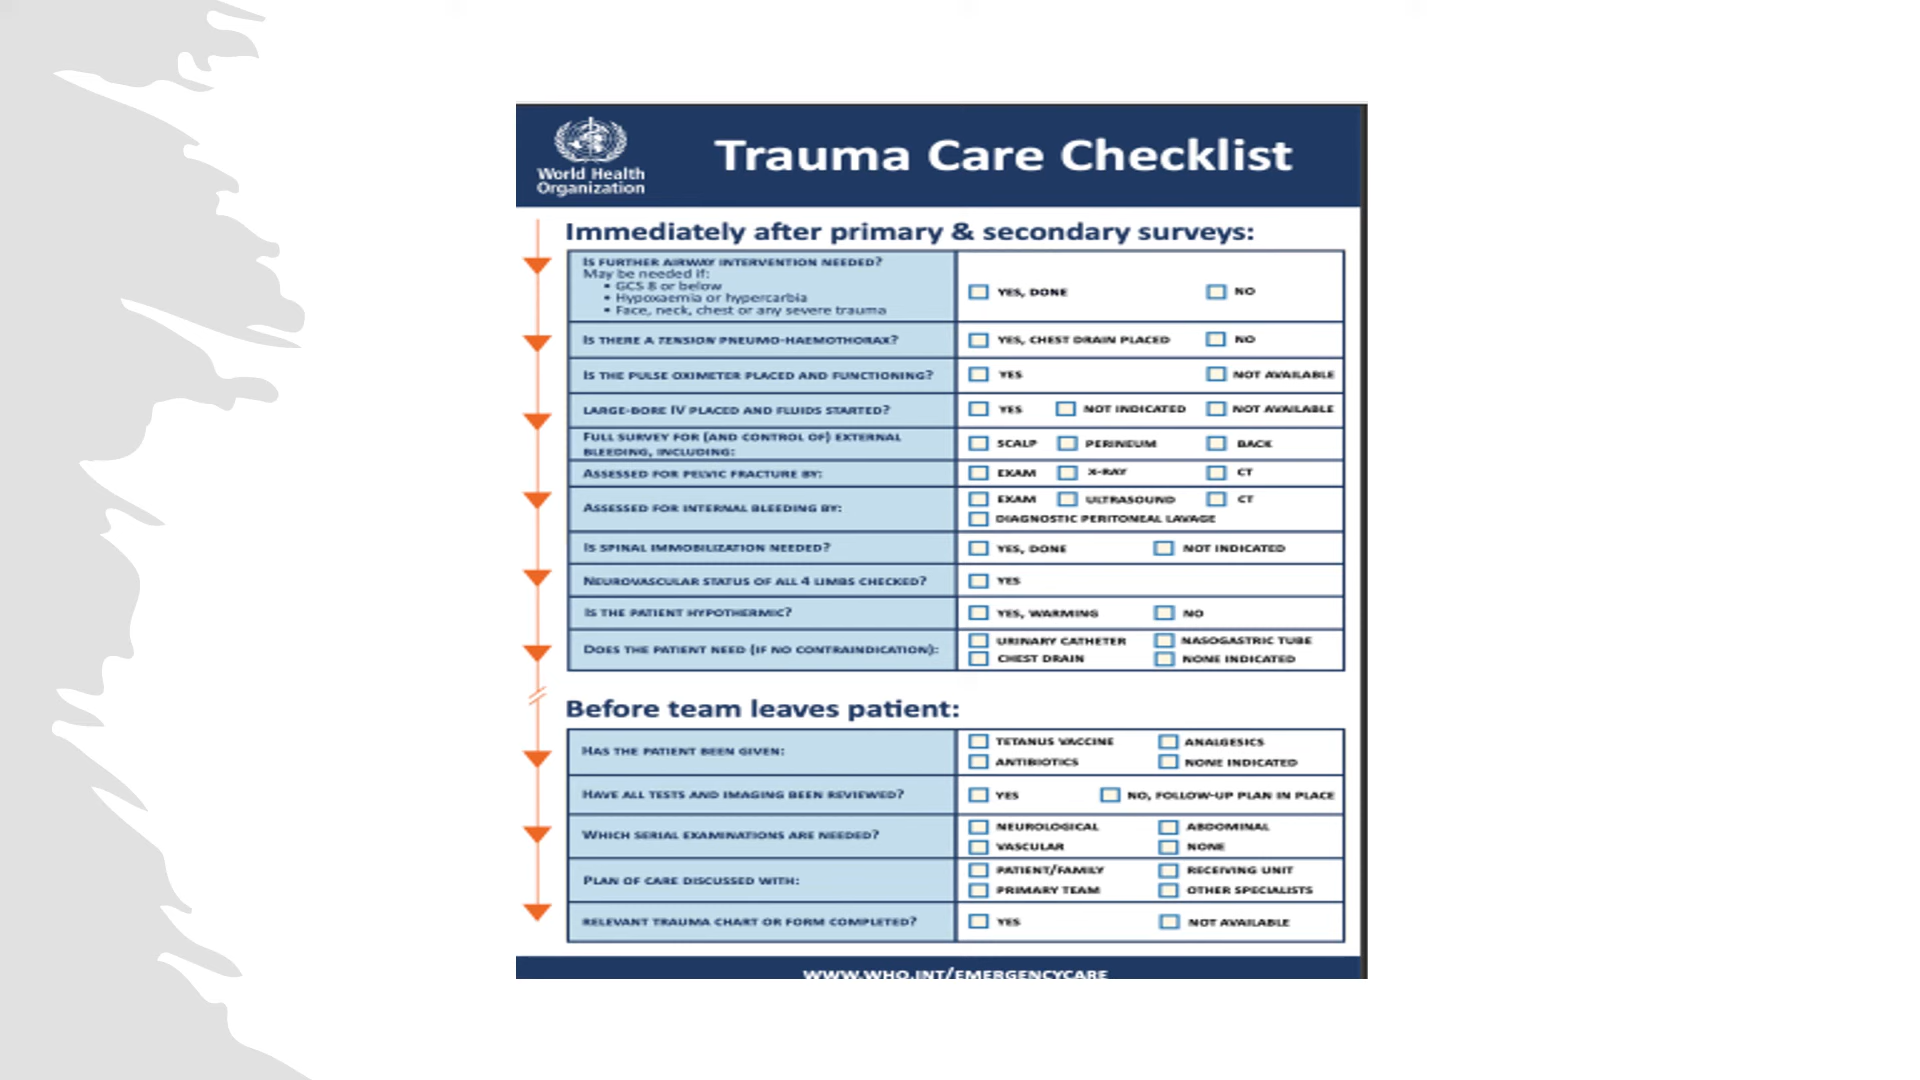 World Health
Organization
Trauma Care Checklist
Immediately after primary & secondary surveys:
IS FURTHER AIRWAY INTERVENTION NEEDED?
May be needed if:
• GCS 8 or below
• Hypoxaemia or hypercarbia
• Face, neck, chest or any severe trauma
YES, DONE NO
IS THERE A TENSION PNEUMO-HAEMOTHORAX? YES, CHEST DRAIN PLACED NO
IS THE PULSE OXIMETER PLACED AND FUNCTIONING? YES NOT AVAILABLE
LARGE-BORE IV PLACED AND FLUIDS STARTED? YES NOT INDICATED NOT AVAILABLE
FULL SURVEY FOR (AND CONTROL OF) EXTERNAL
BLEEDING, INCLUDING:
SCALP PERINEUM BACK
ASSESSED FOR PELVIC FRACTURE BY: EXAM X-RAY CT
ASSESSED FOR INTERNAL BLEEDING BY:
EXAM ULTRASOUND CT
DIAGNOSTIC PERITONEAL LAVAGE
IS SPINAL IMMOBILIZATION NEEDED? YES, DONE NOT INDICATED
NEUROVASCULAR STATUS OF ALL 4 LIMBS CHECKED? YES
IS THE PATIENT HYPOTHERMIC? YES, WARMING NO
DOES THE PATIENT NEED (IF NO CONTRAINDICATION):
URINARY CATHETER NASOGASTRIC TUBE
CHEST DRAIN NONE INDICATED
Before team leaves patient:
HAS THE PATIENT BEEN GIVEN:
TETANUS VACCINE ANALGESICS
ANTIBIOTICS NONE INDICATED
HAVE ALL TESTS AND IMAGING BEEN REVIEWED? YES NO, FOLLOW-UP PLAN IN PLACE
WHICH SERIAL EXAMINATIONS ARE NEEDED?
NEUROLOGICAL ABDOMINAL
VASCULAR NONE
PLAN OF CARE DISCUSSED WITH:
PATIENT/FAMILY RECEIVING UNIT
PRIMARY TEAM OTHER SPECIALISTS
RELEVANT TRAUMA CHART OR FORM COMPLETED? YES NOT AVAILABLE
WWW.WHO.INT/EMERGENCYCARE